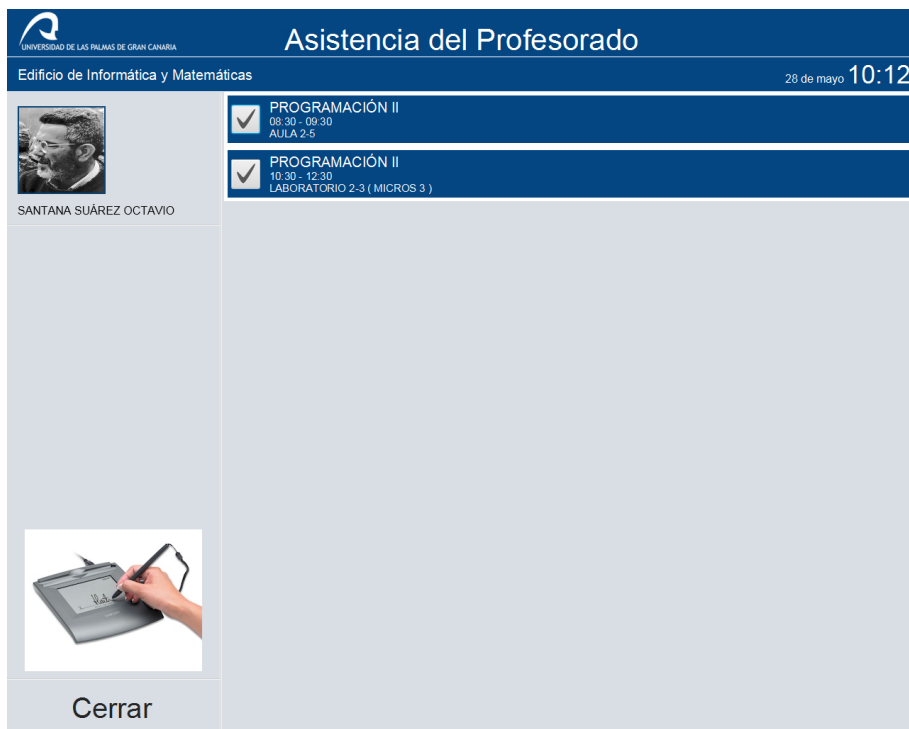 UNIVERSIDAD DE LAS PALMAS DE GRAN CANARIA
Asistencia del Profesorado
Edificio de Informática y Matemáticas
28 de mayo 10:12
PROGRAMACIÓN II
08:30 - 09:30
AULA 2-5
PROGRAMACIÓN II
10:30 - 12:30
LABORATORIO 2-3 ( MICROS 3 )
SANTANA SUÁREZ OCTAVIO
Cerrar